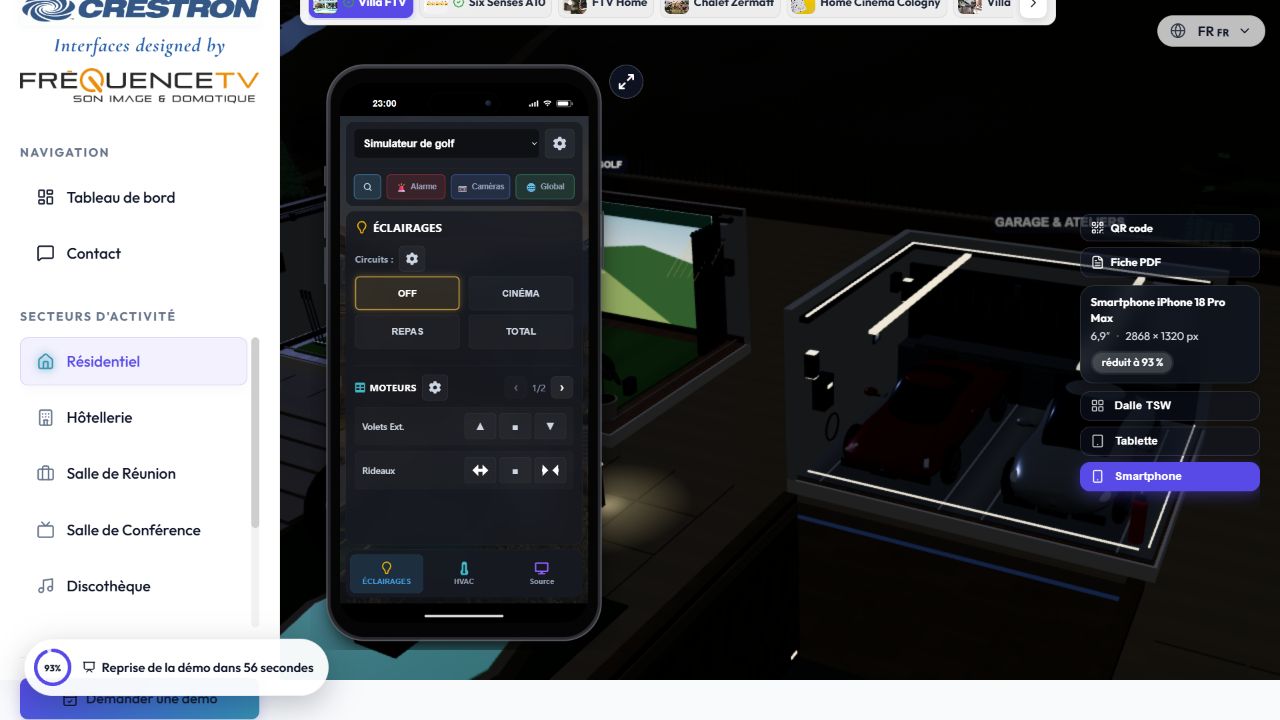 CRESTRON
Interfaces designed by
FRÉQUENCETV
SON IMAGE & DOMOTIQUE
NAVIGATION
Tableau de bord
Contact
SECTEURS D'ACTIVITÉ
Résidentiel
Hôtellerie
Salle de Réunion
Salle de Conférence
Discothèque
93%
Reprise de la démo dans 56 secondes
Demander une démo
Villa FTV
Six Senses A10
FTV Home
Chalet Zermatt
Home Cinema Cologny
Villa
FR FR
23:00
Simulateur de golf
Alarme
Caméras
Global
ÉCLAIRAGES
Circuits :
OFF
CINÉMA
REPAS
TOTAL
MOTEURS
1/2
Volets Ext.
Rideaux
ÉCLAIRAGES
HVAC
Source
GOLF
GARAGE & ATELIERS
QR code
Fiche PDF
Smartphone iPhone 18 Pro
Max
6,9" · 2868 × 1320 px
réduit à 93 %
Dalle TSW
Tablette
Smartphone